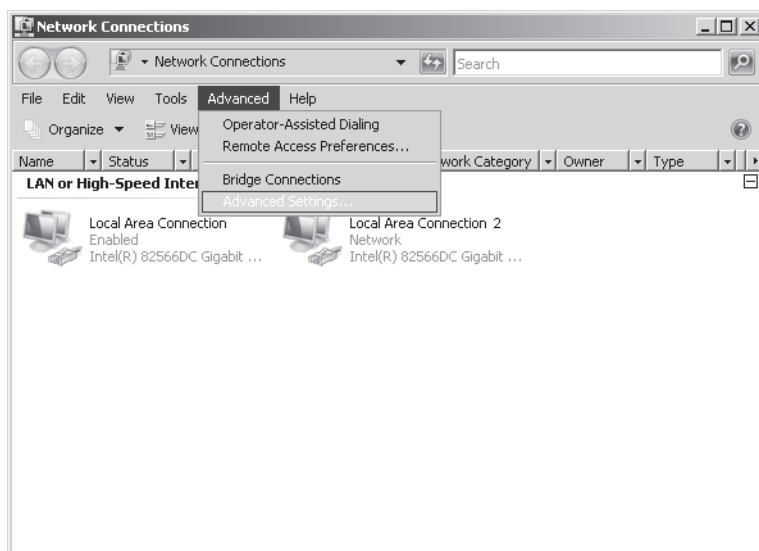 Network Connections
Network Connections
Search
File Edit View Tools Advanced Help
Operator-Assisted Dialing
Remote Access Preferences...
Bridge Connections
Advanced Settings...
Organize View
Name Status work Category Owner Type
LAN or High-Speed Inter
Local Area Connection
Enabled
Intel(R) 82566DC Gigabit ...
Local Area Connection 2
Network
Intel(R) 82566DC Gigabit ...